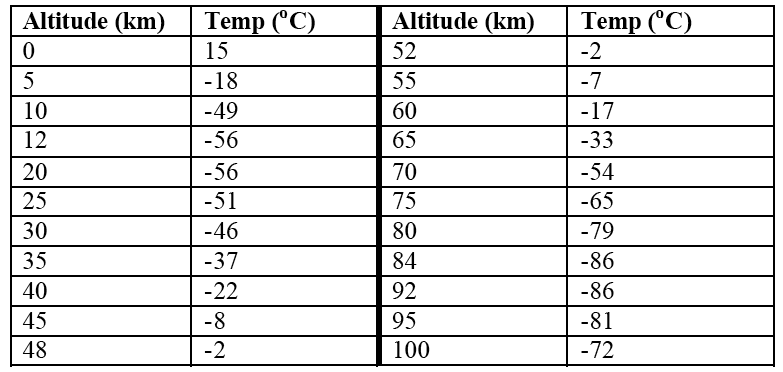 Altitude (km) Temp (°C) Altitude (km) Temp (°C)
0 15 52 -2
5 -18 55 -7
10 -49 60 -17
12 -56 65 -33
20 -56 70 -54
25 -51 75 -65
30 -46 80 -79
35 -37 84 -86
40 -22 92 -86
45 -8 95 -81
48 -2 100 -72